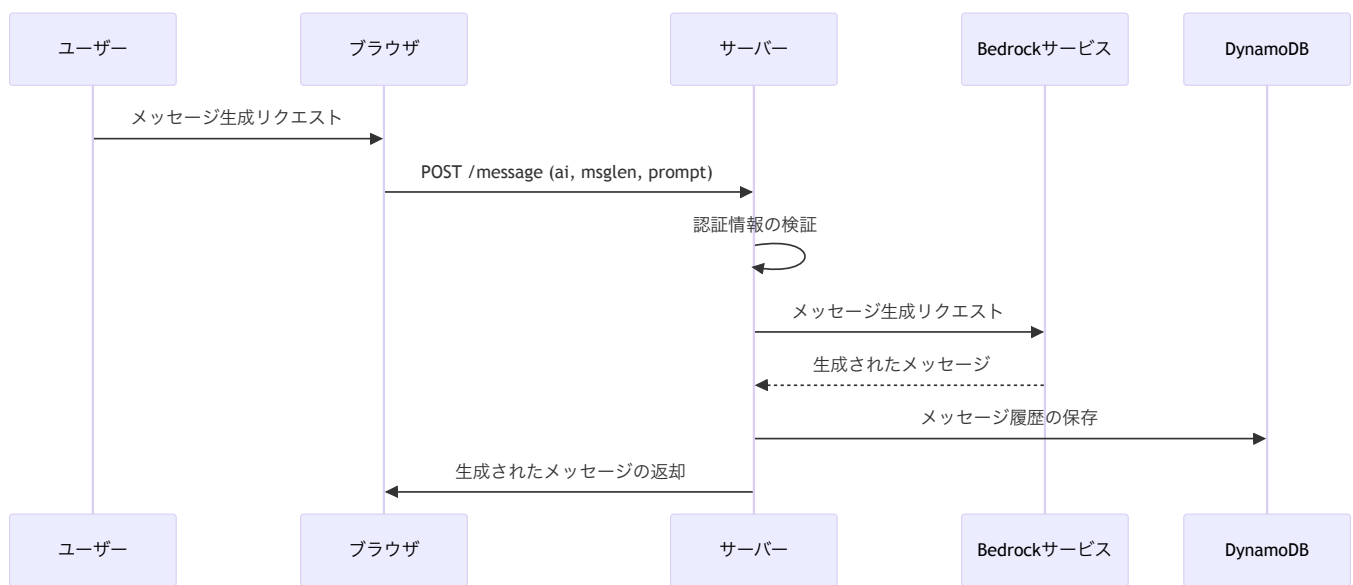 ユーザー
ブラウザ
サーバー
Bedrockサービス
DynamoDB
メッセージ生成リクエスト
POST /message (ai, msglen, prompt)
認証情報の検証
メッセージ生成リクエスト
生成されたメッセージ
メッセージ履歴の保存
生成されたメッセージの返却
ユーザー
ブラウザ
サーバー
Bedrockサービス
DynamoDB